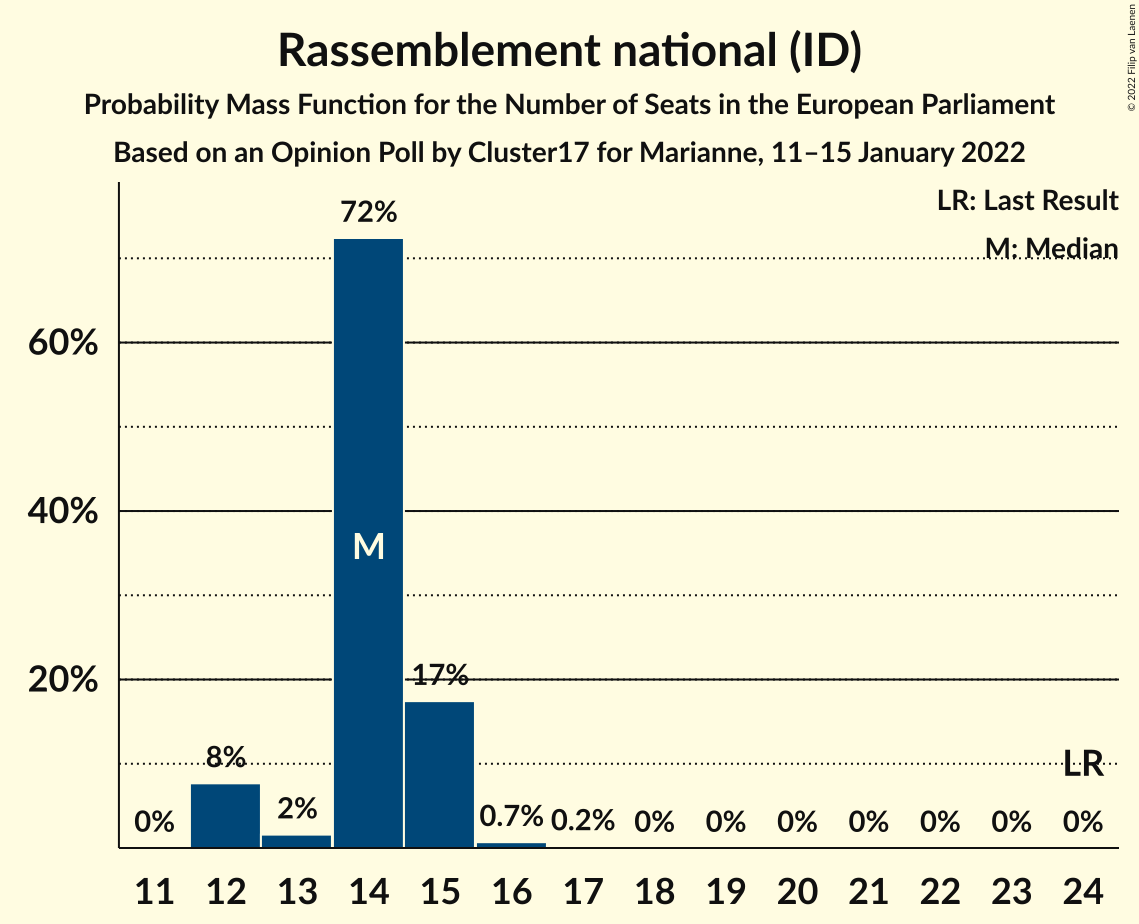 Rassemblement national (ID)
Probability Mass Function for the Number of Seats in the European Parliament
Based on an Opinion Poll by Cluster17 for Marianne, 11–15 January 2022
© 2022 Filip van Laenen
LR: Last Result
M: Median
60%
40%
20%
0%
8%
2%
72%
M
17%
0.7%
0.2%
0%
0%
0%
0%
0%
0%
LR
0%
11 12 13 14 15 16 17 18 19 20 21 22 23 24